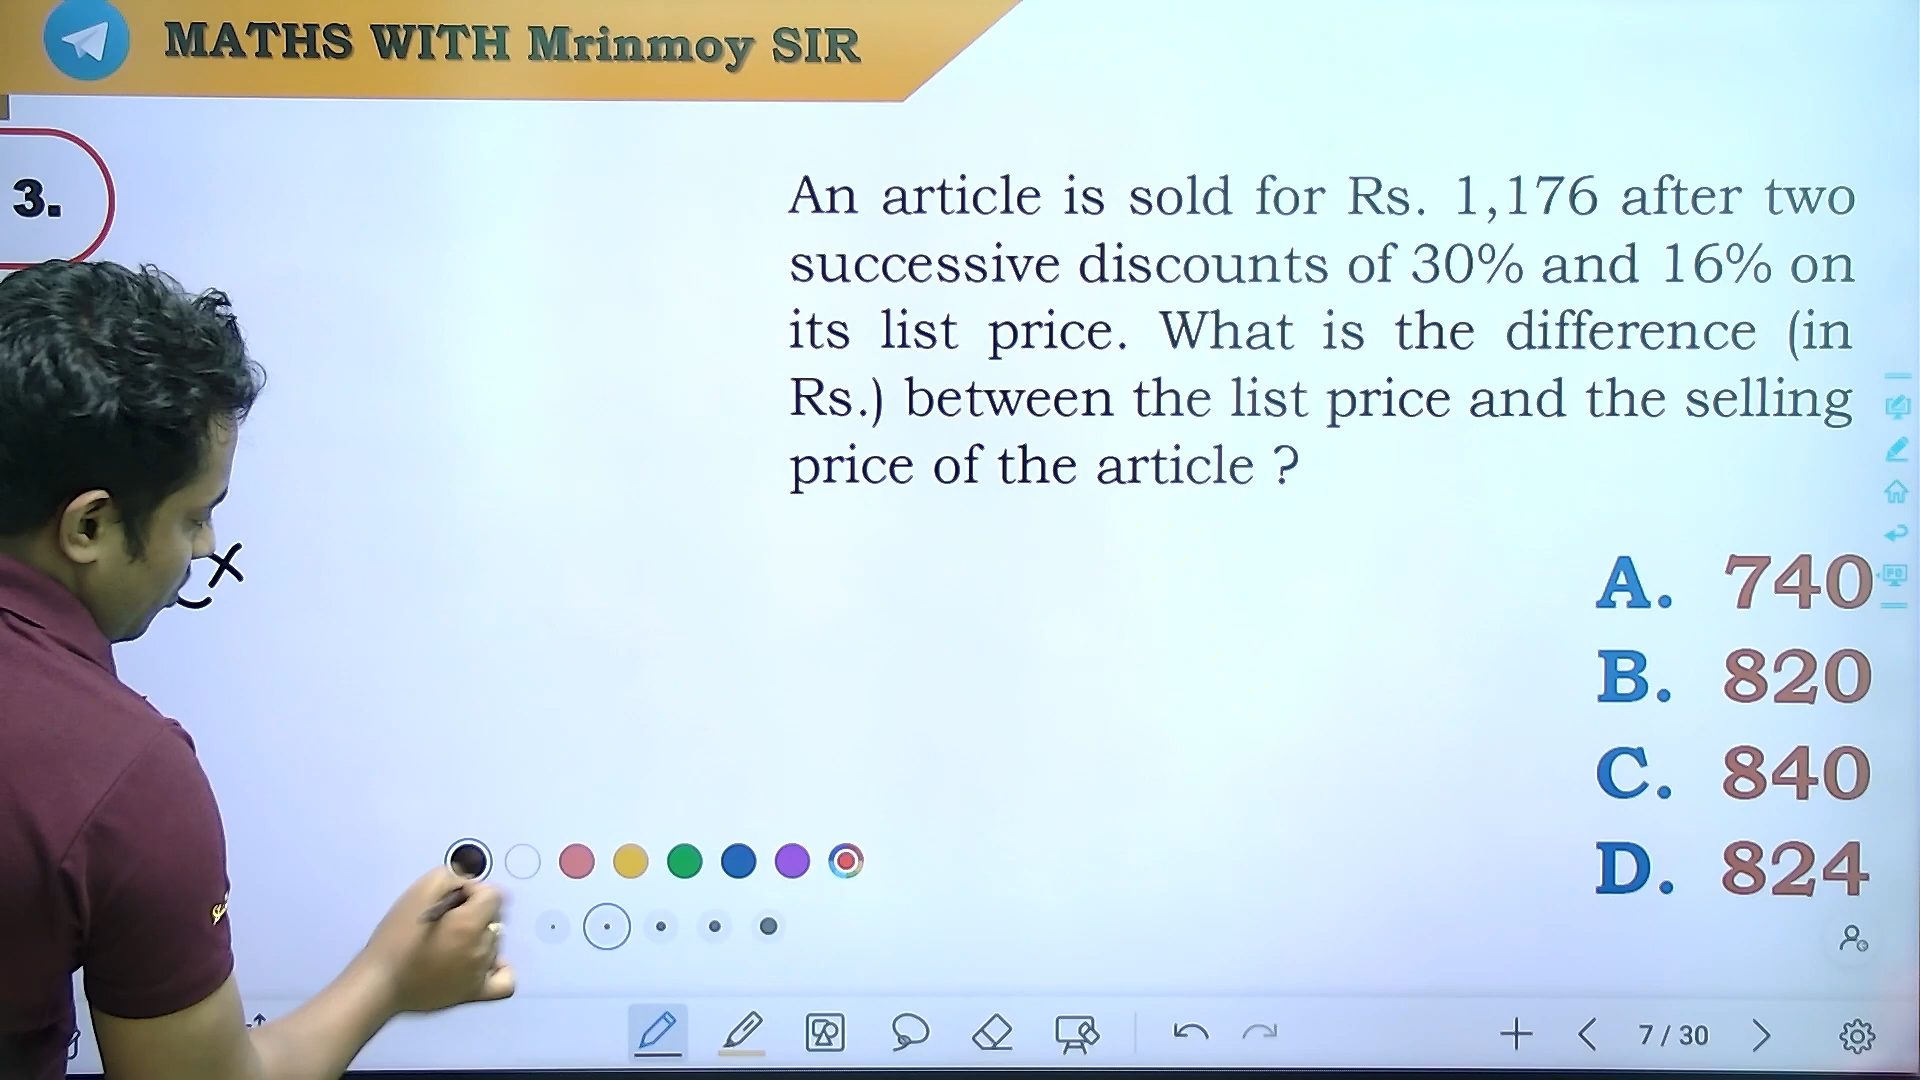 MATHS WITH Mrinmoy SIR
3.
An article is sold for Rs. 1,176 after two
successive discounts of 30% and 16% on
its list price. What is the difference (in
Rs.) between the list price and the selling
price of the article ?
x
A. 740
B. 820
C. 840
D. 824
7 / 30